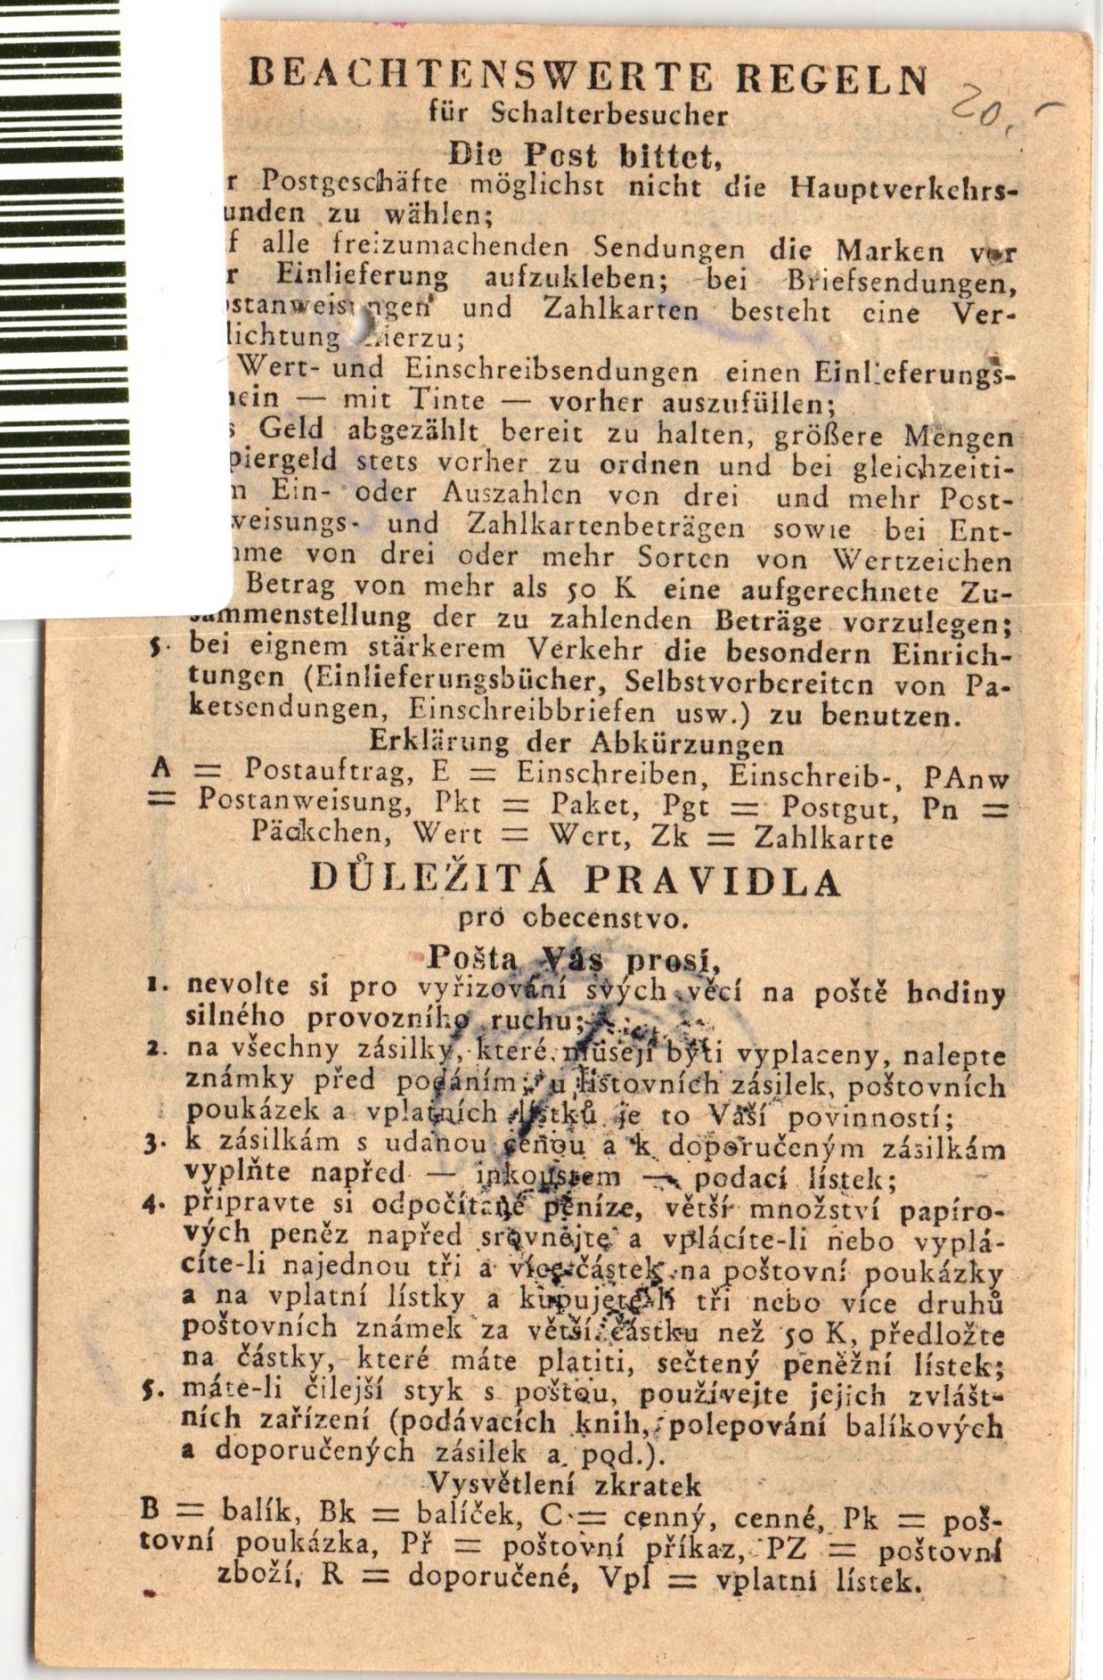 BEACHTENSWERTE REGELN
20,-
für Schalterbesucher
Die Post bittet,
r Postgeschäfte möglichst nicht die Hauptverkehrs-
unden zu wählen;
f alle freizumachenden Sendungen die Marken vor
r Einlieferung aufzukleben; bei Briefsendungen,
ostanweisungen und Zahlkarten besteht eine Ver-
lichtung hierzu;
Wert- und Einschreibsendungen einen Einlieferungs-
hein — mit Tinte — vorher auszufüllen;
s Geld abgezählt bereit zu halten, größere Mengen
piergeld stets vorher zu ordnen und bei gleichzeiti-
n Ein- oder Auszahlen von drei und mehr Post-
weisungs- und Zahlkartenbeträgen sowie bei Ent-
hme von drei oder mehr Sorten von Wertzeichen
Betrag von mehr als 50 K eine aufgerechnete Zu-
sammenstellung der zu zahlenden Beträge vorzulegen;
5. bei eignem stärkerem Verkehr die besondern Einrich-
tungen (Einlieferungsbücher, Selbstvorbereiten von Pa-
ketsendungen, Einschreibbriefen usw.) zu benutzen.
Erklärung der Abkürzungen
A = Postauftrag, E = Einschreiben, Einschreib-, PAnw
= Postanweisung, Pkt = Paket, Pgt = Postgut, Pn =
Päckchen, Wert = Wert, Zk = Zahlkarte
DŮLEŽITÁ PRAVIDLA
pro obecenstvo.
Pošta Vás prosí,
1. nevolte si pro vyřizování svých věcí na poště hodiny
silného provozního ruchu;
2. na všechny zásilky, které musejí býti vyplaceny, nalepte
známky před podáním; u listovních zásilek, poštovních
poukázek a vplatních lístků je to Vaší povinností;
3. k zásilkám s udanou cenou a k doporučeným zásilkám
vyplňte napřed — inkoustem — podací lístek;
4. připravte si odpočítané peníze, větší množství papíro-
vých peněz napřed srovnejte a vplácíte-li nebo vyplá-
cíte-li najednou tři a více částek na poštovní poukázky
a na vplatní lístky a kupujete-li tři nebo více druhů
poštovních známek za větší částku než 50 K, předložte
na částky, které máte platiti, sečtený peněžní lístek;
5. máte-li čilejší styk s poštou, používejte jejich zvlášt-
ních zařízení (podávacích knih, polepování balíkových
a doporučených zásilek a pod.).
Vysvětlení zkratek
B = balík, Bk = balíček, C = cenný, cenné, Pk = poš-
tovní poukázka, Př = poštovní příkaz, PZ = poštovní
zboží, R = doporučené, Vpl = vplatni lístek.